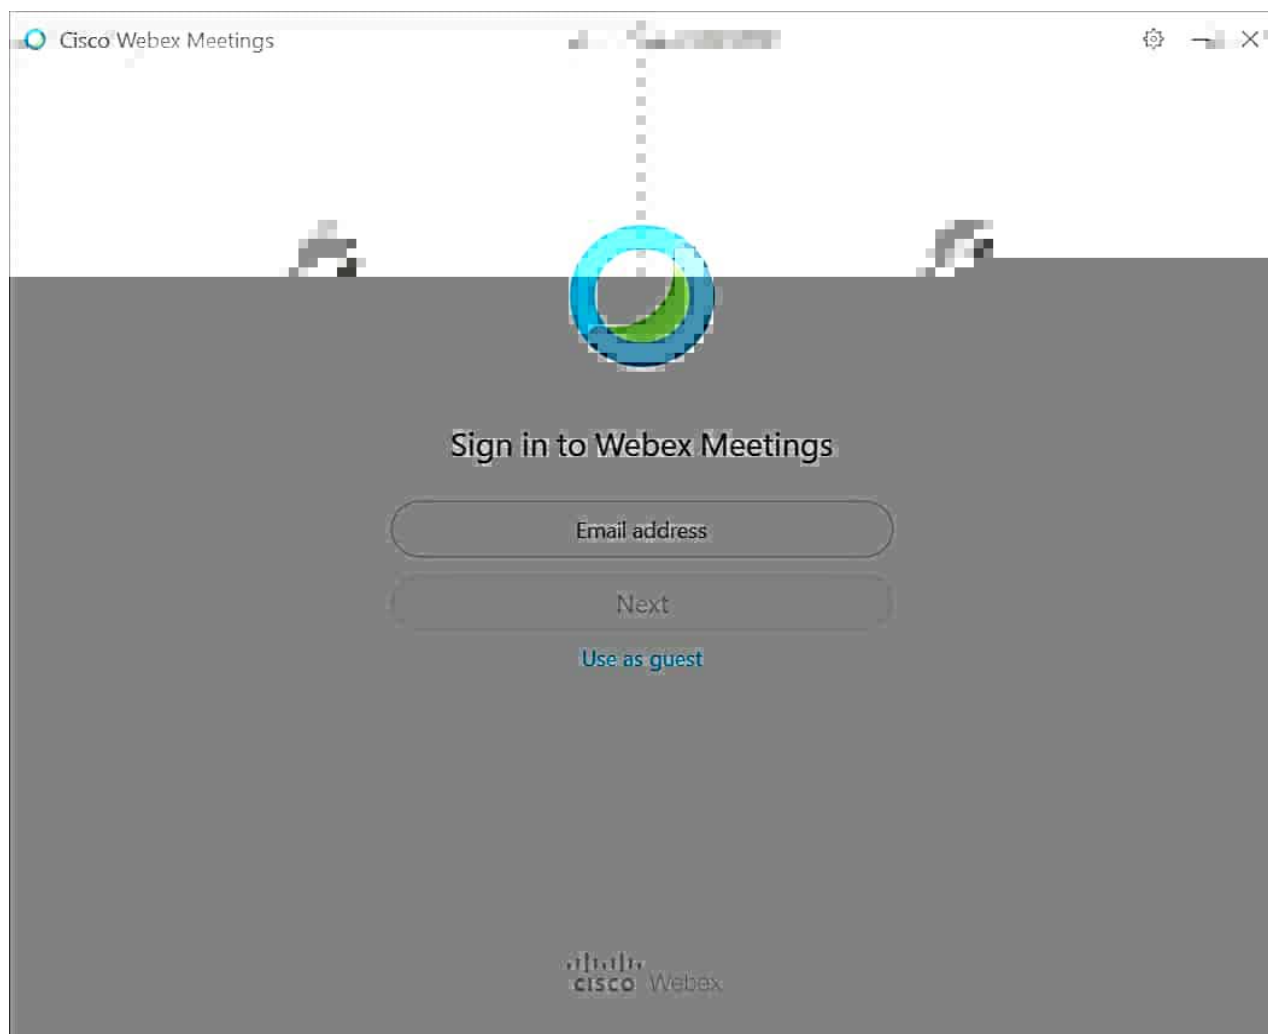 Cisco Webex Meetings
Sign in to Webex Meetings
Email address
Next
Use as guest
cisco Webex